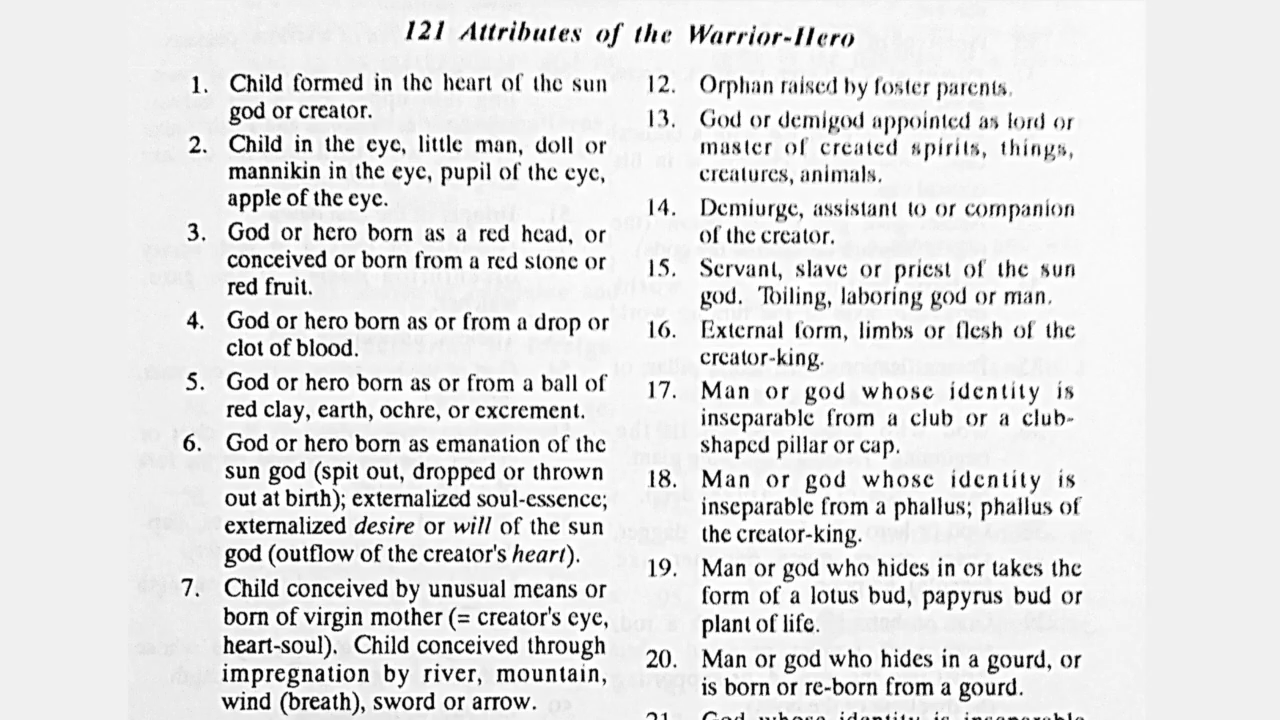 121 Attributes of the Warrior-Hero
1. Child formed in the heart of the sun
god or creator.
2. Child in the eye, little man, doll or
mannikin in the eye, pupil of the eye,
apple of the eye.
3. God or hero born as a red head, or
conceived or born from a red stone or
red fruit.
4. God or hero born as or from a drop or
clot of blood.
5. God or hero born as or from a ball of
red clay, earth, ochre, or excrement.
6. God or hero born as emanation of the
sun god (spit out, dropped or thrown
out at birth); externalized soul-essence;
externalized desire or will of the sun
god (outflow of the creator's heart).
7. Child conceived by unusual means or
born of virgin mother (= creator's eye,
heart-soul). Child conceived through
impregnation by river, mountain,
wind (breath), sword or arrow.
12. Orphan raised by foster parents.
13. God or demigod appointed as lord or
master of created spirits, things,
creatures, animals.
14. Demiurge, assistant to or companion
of the creator.
15. Servant, slave or priest of the sun
god. Toiling, laboring god or man.
16. External form, limbs or flesh of the
creator-king.
17. Man or god whose identity is
inseparable from a club or a club-
shaped pillar or cap.
18. Man or god whose identity is
inseparable from a phallus; phallus of
the creator-king.
19. Man or god who hides in or takes the
form of a lotus bud, papyrus bud or
plant of life.
20. Man or god who hides in a gourd, or
is born or re-born from a gourd.
21. God whose identity is inseparable